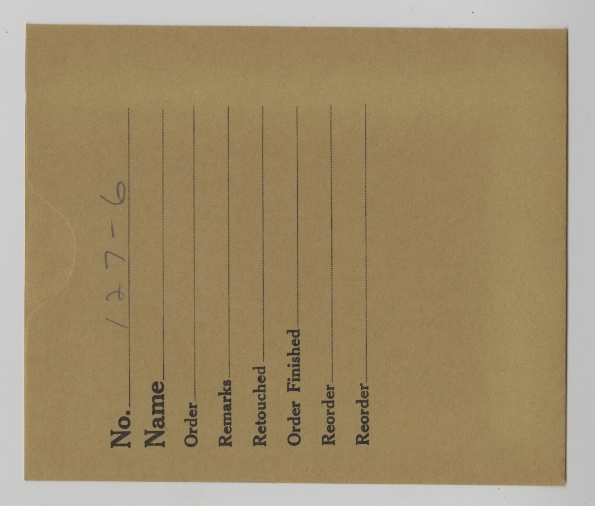 No. 127-6
Name
Order
Remarks
Retouched
Order Finished
Reorder
Reorder